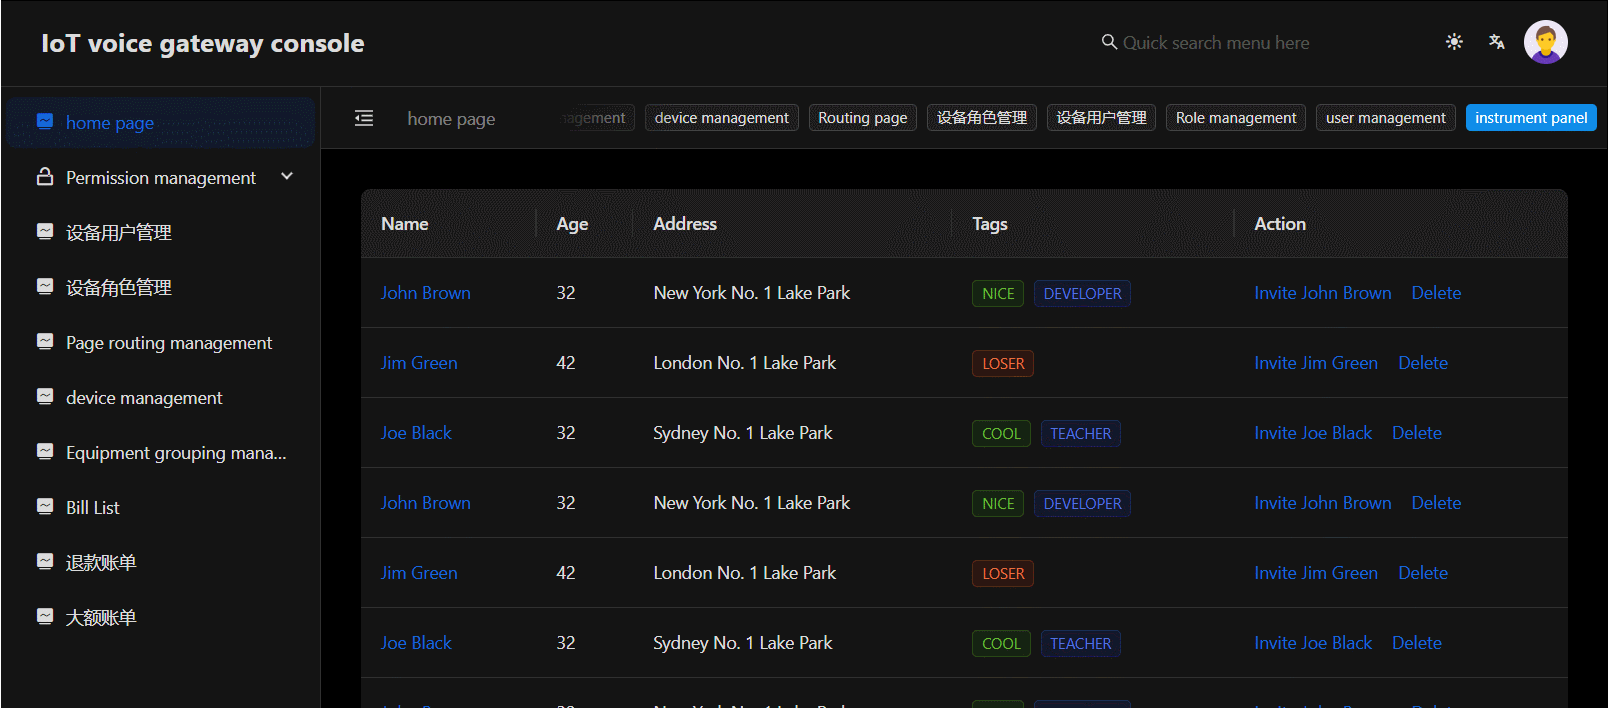 IoT voice gateway console
Quick search menu here
home page
Permission management
设备用户管理
设备角色管理
Page routing management
device management
Equipment grouping mana...
Bill List
退款账单
大额账单
home page
agement device management Routing page 设备角色管理 设备用户管理 Role management user management instrument panel
Name Age Address Tags Action
John Brown 32 New York No. 1 Lake Park NICE DEVELOPER Invite John Brown Delete
Jim Green 42 London No. 1 Lake Park LOSER Invite Jim Green Delete
Joe Black 32 Sydney No. 1 Lake Park COOL TEACHER Invite Joe Black Delete
John Brown 32 New York No. 1 Lake Park NICE DEVELOPER Invite John Brown Delete
Jim Green 42 London No. 1 Lake Park LOSER Invite Jim Green Delete
Joe Black 32 Sydney No. 1 Lake Park COOL TEACHER Invite Joe Black Delete